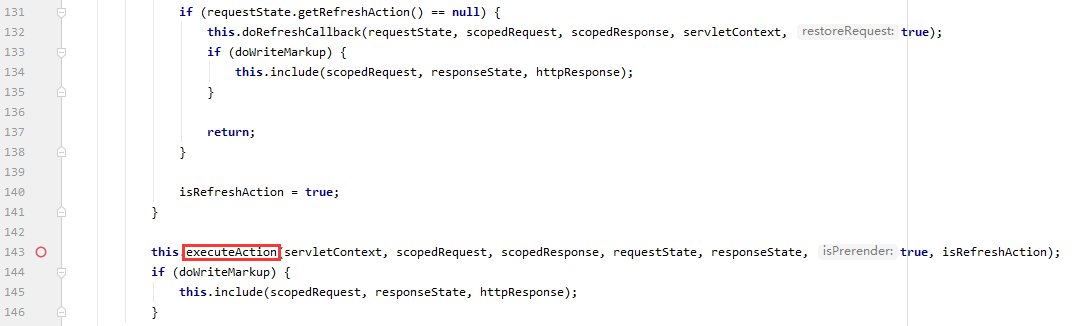 131 if (requestState.getRefreshAction() == null) {
132 this.doRefreshCallback(requestState, scopedRequest, scopedResponse, servletContext, restoreRequest: true);
133 if (doWriteMarkup) {
134 this.include(scopedRequest, responseState, httpResponse);
135 }
136
137 return;
138 }
139
140 isRefreshAction = true;
141 }
142
143 this.executeAction(servletContext, scopedRequest, scopedResponse, requestState, responseState, isPrerender: true, isRefreshAction);
144 if (doWriteMarkup) {
145 this.include(scopedRequest, responseState, httpResponse);
146 }